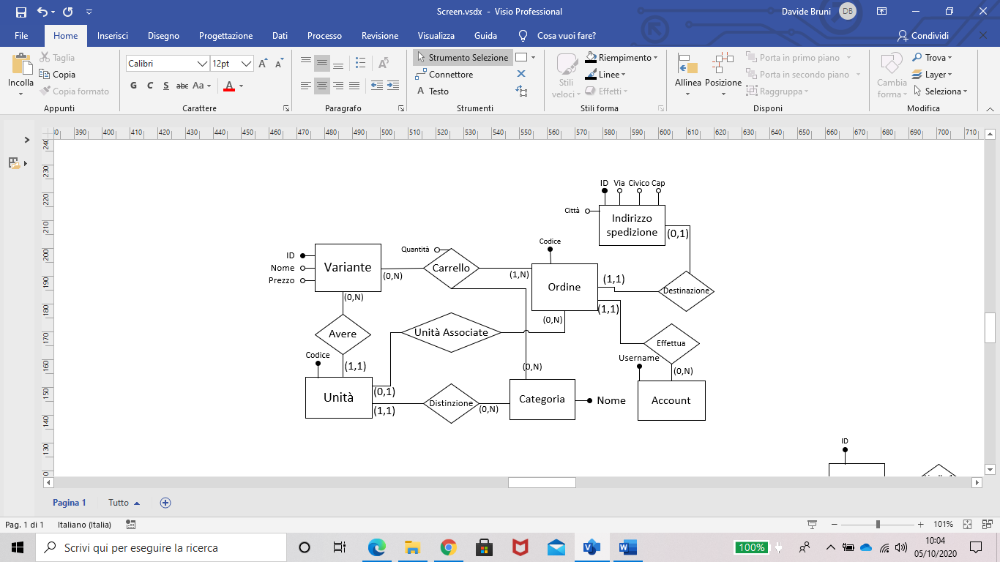 Screen.vsdx - Visio Professional
Davide Bruni
DB
File
Home
Inserisci
Disegno
Progettazione
Dati
Processo
Revisione
Visualizza
Guida
Cosa vuoi fare?
Condividi
Incolla
Taglia
Copia
Copia formato
Appunti
Calibri
12pt
A A
G C S abc Aa A
Carattere
Paragrafo
Strumento Selezione
Connettore
A Testo
Strumenti
Stili veloci
Riempimento
Linee
Effetti
Stili forma
Allinea
Posizione
Porta in primo piano
Porta in secondo piano
Raggruppa
Disponi
Cambia forma
Trova
Layer
Seleziona
Modifica
390 400 410 420 430 440 450 460 470 480 490 500 510 520 530 540 550 560 570 580 590 600 610 620 630 640 650 660 670 680 690 700 710
240
230
220
210
200
190
180
170
160
150
140
130
ID Via Civico Cap
Città
Indirizzo
spedizione
(0,1)
Codice
Quantità
ID
Nome
Prezzo
Variante
(0,N)
Carrello
(1,N)
Ordine
(1,1)
Destinazione
(0,N)
(1,1)
(0,N)
Avere
Unità Associate
Effettua
Codice
(1,1)
Username
(0,N)
(0,N)
Unità
(0,1)
(1,1)
Distinzione
(0,N)
Categoria
Nome
Account
ID
Pagina 1
Tutto
Pag. 1 di 1
Italiano (Italia)
101%
Scrivi qui per eseguire la ricerca
100%
10:04
05/10/2020